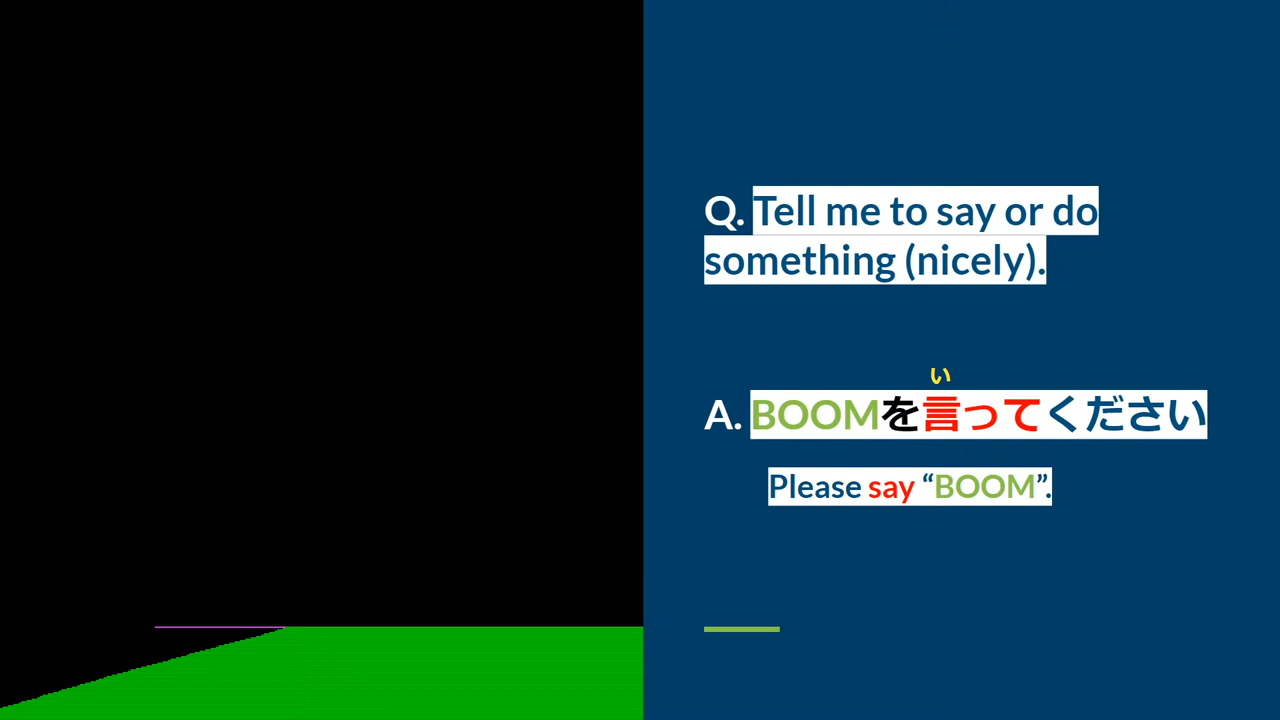 Q. Tell me to say or do
something (nicely).
い
A. BOOMを言ってください
Please say “BOOM”.